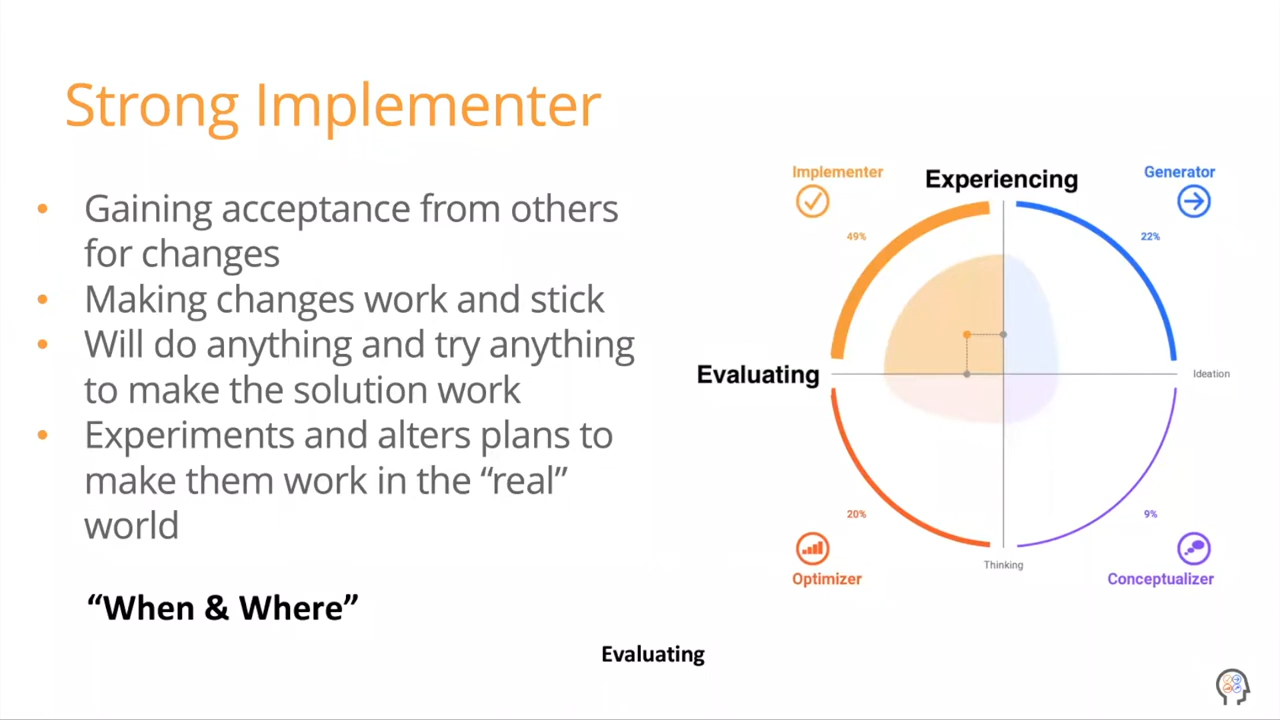 Strong Implementer
• Gaining acceptance from others
for changes
• Making changes work and stick
• Will do anything and try anything
to make the solution work
• Experiments and alters plans to
make them work in the “real”
world
“When & Where”
Implementer
Experiencing
Generator
49%
22%
Evaluating
Ideation
20%
9%
Thinking
Optimizer
Conceptualizer
Evaluating